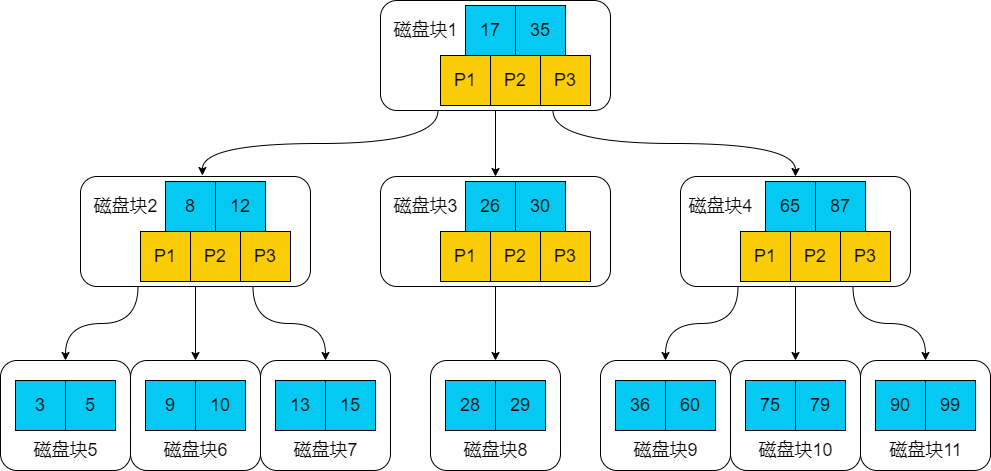 磁盘块1 17 35
P1 P2 P3
磁盘块2 8 12
P1 P2 P3
磁盘块3 26 30
P1 P2 P3
磁盘块4 65 87
P1 P2 P3
3 5
磁盘块5
9 10
磁盘块6
13 15
磁盘块7
28 29
磁盘块8
36 60
磁盘块9
75 79
磁盘块10
90 99
磁盘块11